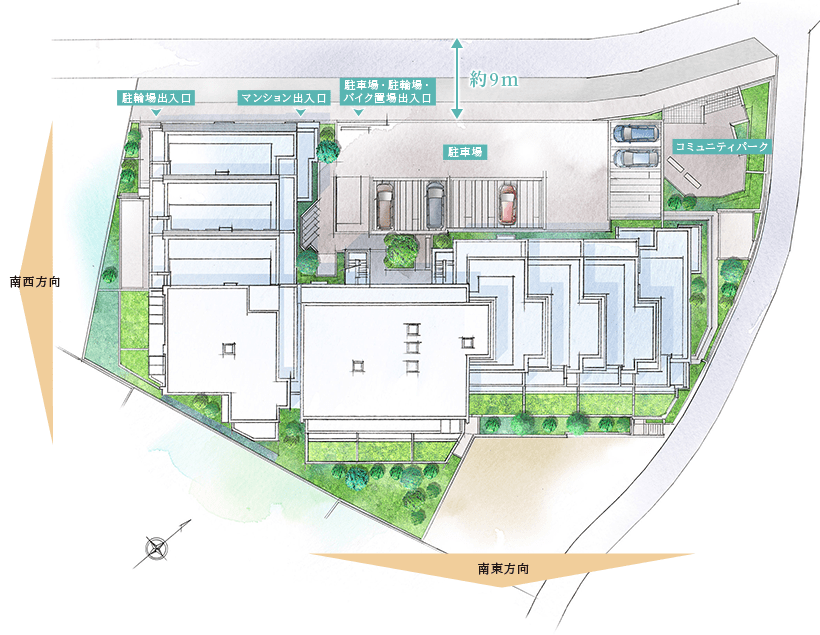 約9m
駐輪場出入口
マンション出入口
駐車場・駐輪場・
バイク置場出入口
駐車場
コミュニティパーク
南西方向
南東方向